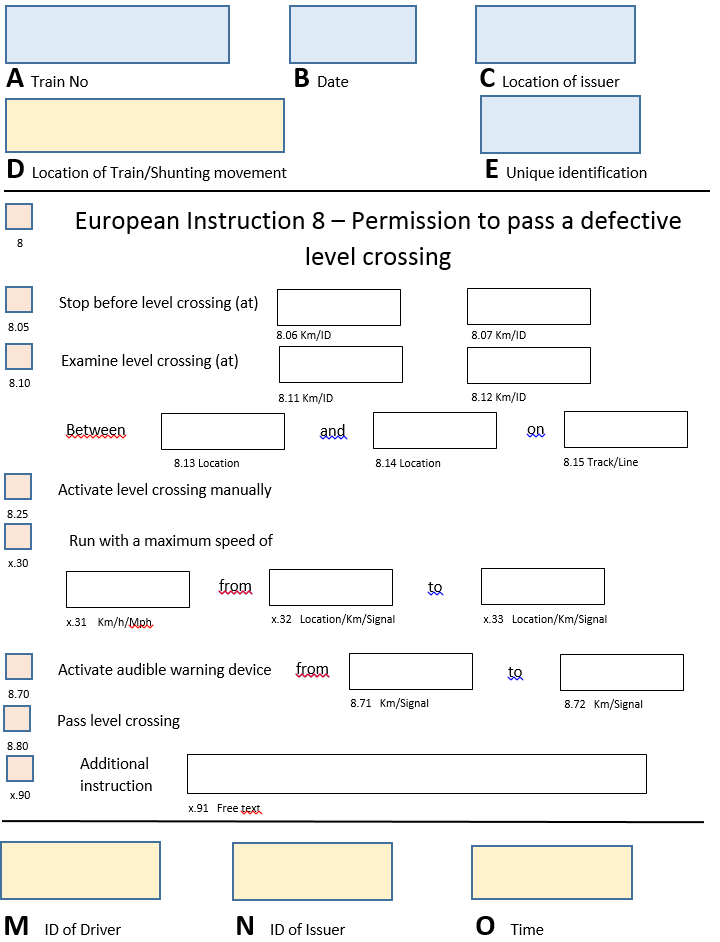 A Train No B Date C Location of issuer
D Location of Train/Shunting movement E Unique identification
8
European Instruction 8 – Permission to pass a defective
level crossing
8.05
Stop before level crossing (at)
8.06 Km/ID 8.07 Km/ID
8.10
Examine level crossing (at)
8.11 Km/ID 8.12 Km/ID
Between and on
8.13 Location 8.14 Location 8.15 Track/Line
Activate level crossing manually
8.25
Run with a maximum speed of
x.30
from to
x.31 Km/h/Mph x.32 Location/Km/Signal x.33 Location/Km/Signal
Activate audible warning device from to
8.70
8.71 Km/Signal 8.72 Km/Signal
Pass level crossing
8.80
Additional
instruction
x.90
x.91 Free text
M ID of Driver N ID of Issuer O Time